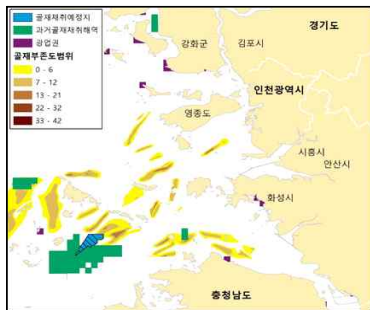 골재채취예정지
과거골재채취해역
광업권
골재부존도범위
0 - 6
7 - 12
13 - 21
22 - 32
33 - 42
경기도
강화군
김포시
인천광역시
영종도
시흥시
안산시
화성시
충청남도